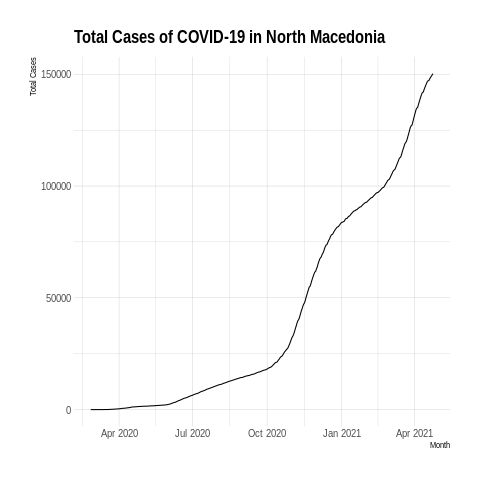 Total Cases of COVID-19 in North Macedonia
Total Cases
150000
100000
50000
0
Apr 2020 Jul 2020 Oct 2020 Jan 2021 Apr 2021
Month